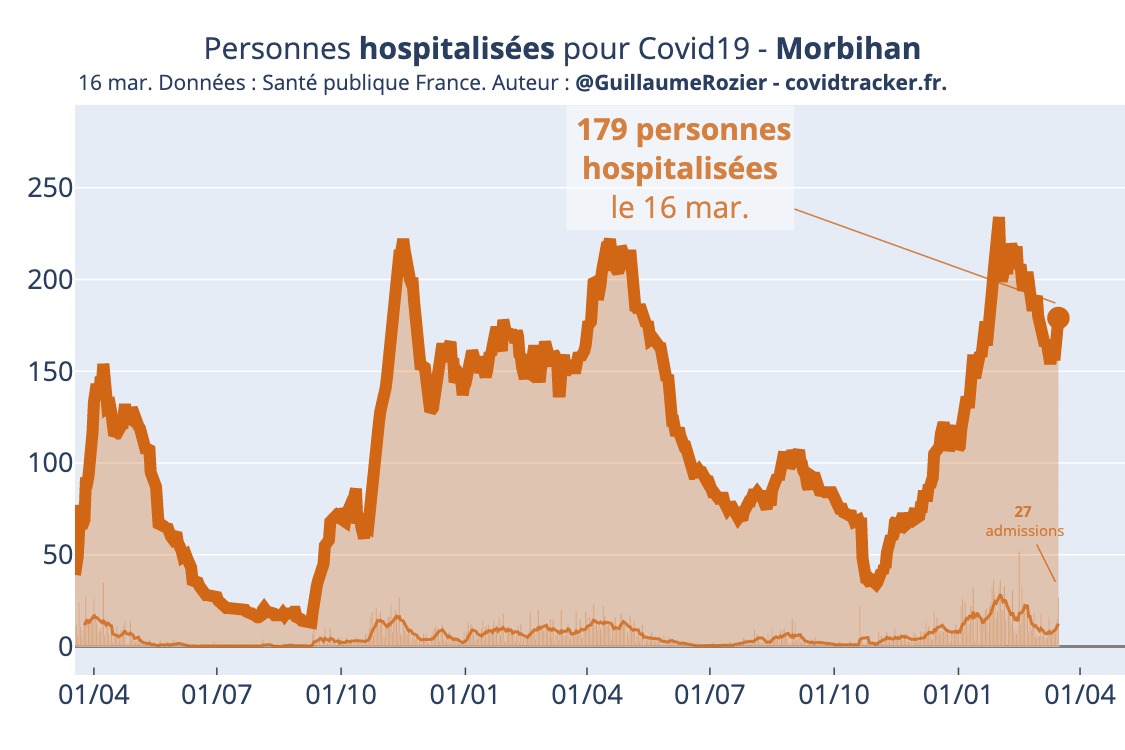 Personnes hospitalisées pour Covid19 - Morbihan
16 mar. Données : Santé publique France. Auteur : @GuillaumeRozier - covidtracker.fr.
179 personnes
hospitalisées
le 16 mar.
250
200
150
100
50
0
27
admissions
01/04
01/07
01/10
01/01
01/04
01/07
01/10
01/01
01/04